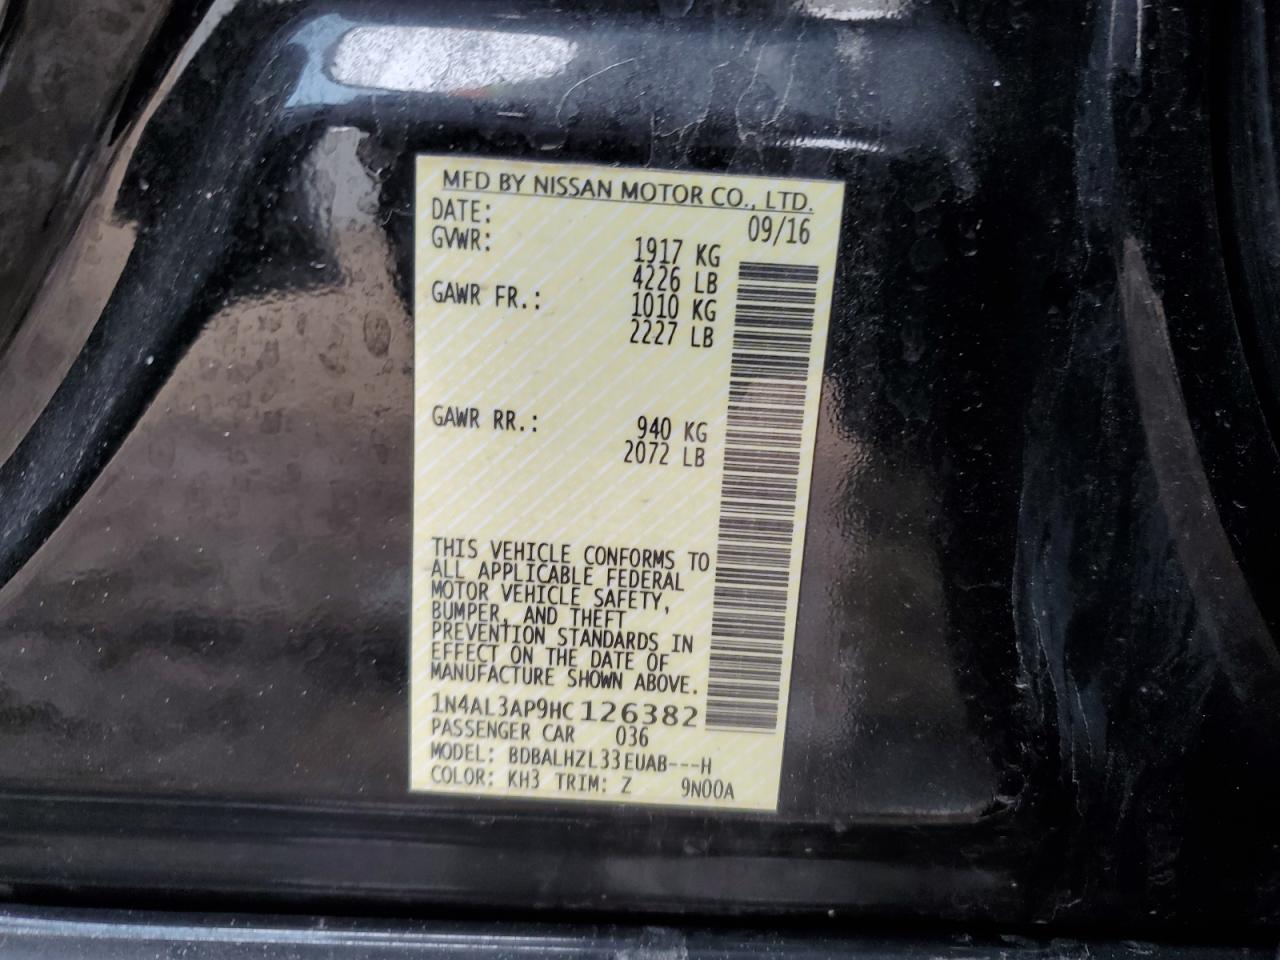 MFD BY NISSAN MOTOR CO., LTD.
DATE: 09/16
GVWR: 1917 KG
4226 LB
GAWR FR.: 1010 KG
2227 LB
GAWR RR.: 940 KG
2072 LB
THIS VEHICLE CONFORMS TO
ALL APPLICABLE FEDERAL
MOTOR VEHICLE SAFETY,
BUMPER, AND THEFT
PREVENTION STANDARDS IN
EFFECT ON THE DATE OF
MANUFACTURE SHOWN ABOVE.
1N4AL3AP9HC126382
PASSENGER CAR 036
MODEL: BDBALHZL33EUAB---H
COLOR: KH3 TRIM: Z 9N00A